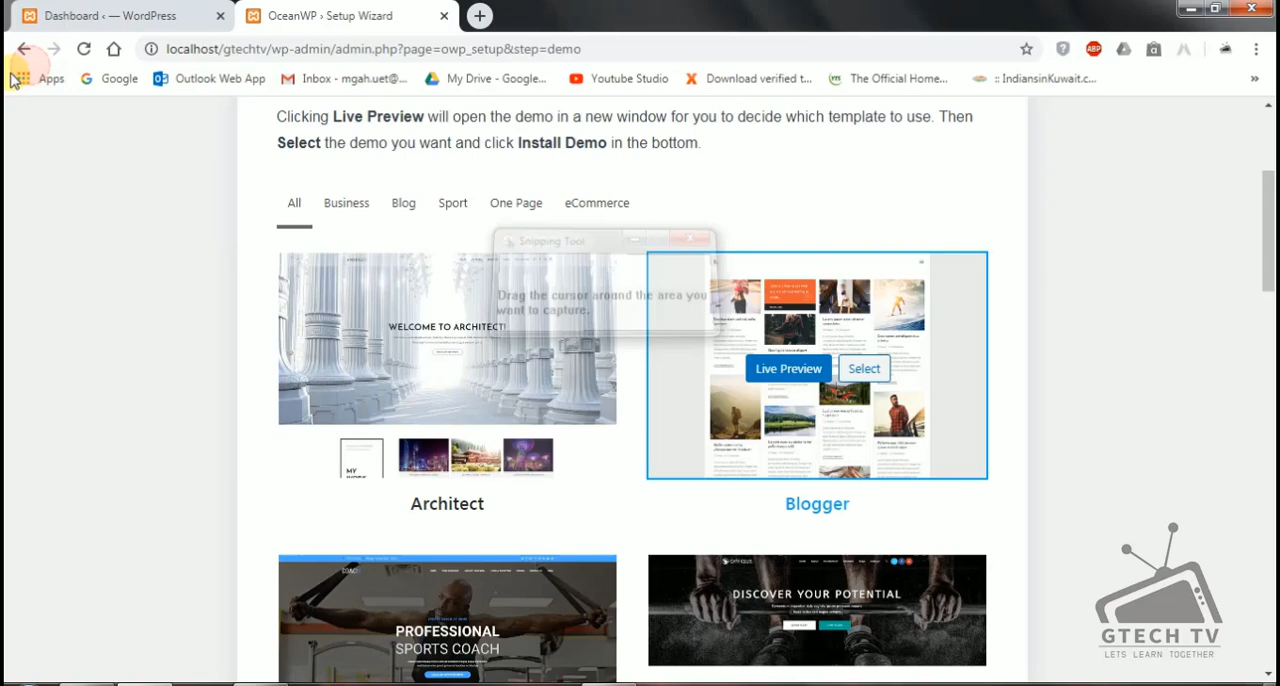 Dashboard ‹ — WordPress
OceanWP › Setup Wizard
localhost/gtechtv/wp-admin/admin.php?page=owp_setup&step=demo
ABP
Apps
Google
Outlook Web App
Inbox - mgah.uet@...
My Drive - Google...
Youtube Studio
Download verified t...
The Official Home...
:: IndiansinKuwait.c...
»
Clicking Live Preview will open the demo in a new window for you to decide which template to use. Then
Select the demo you want and click Install Demo in the bottom.
All
Business
Blog
Sport
One Page
eCommerce
Snipping Tool
Drag the cursor around the area you
want to capture.
WELCOME TO ARCHITECT!
MY
Architect
Live Preview
Select
Blogger
COACH
PROFESSIONAL
SPORTS COACH
DISCOVER YOUR POTENTIAL
GTECH TV
LETS LEARN TOGETHER